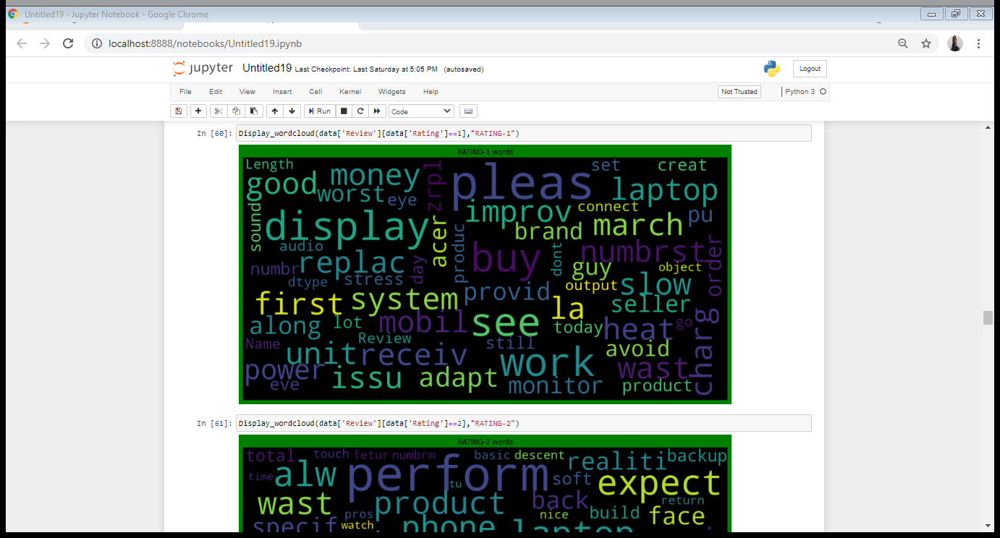 Untitled19 - Jupyter Notebook - Google Chrome
localhost:8888/notebooks/Untitled19.ipynb
jupyter Untitled19 Last Checkpoint: Last Saturday at 5:05 PM (autosaved)
Logout
File Edit View Insert Cell Kernel Widgets Help
Not Trusted
Python 3
Run
Code
In [60]: Display_wordcloud(data['Review'][data['Rating']==1],"RATING-1")
RATING-1 words
Length money zrpl pleas set creat
good worst eye laptop
sound display improv connect pu
acer brand march
audio replac produc buy dont numbrst order
numbr dtype stress day guy object
first system provid output slow
la seller
along lot mobil see today heat go charg
Name Review still avoid
unit receiv work wast
power eve issu adapt monitor product
In [61]: Display_wordcloud(data['Review'][data['Rating']==2],"RATING-2")
RATING-2 words
total touch fetur numbrm basic descent realiti backup
time alw perform tu soft expect
wast product back return
pros nice build face
specif watch phone laptop